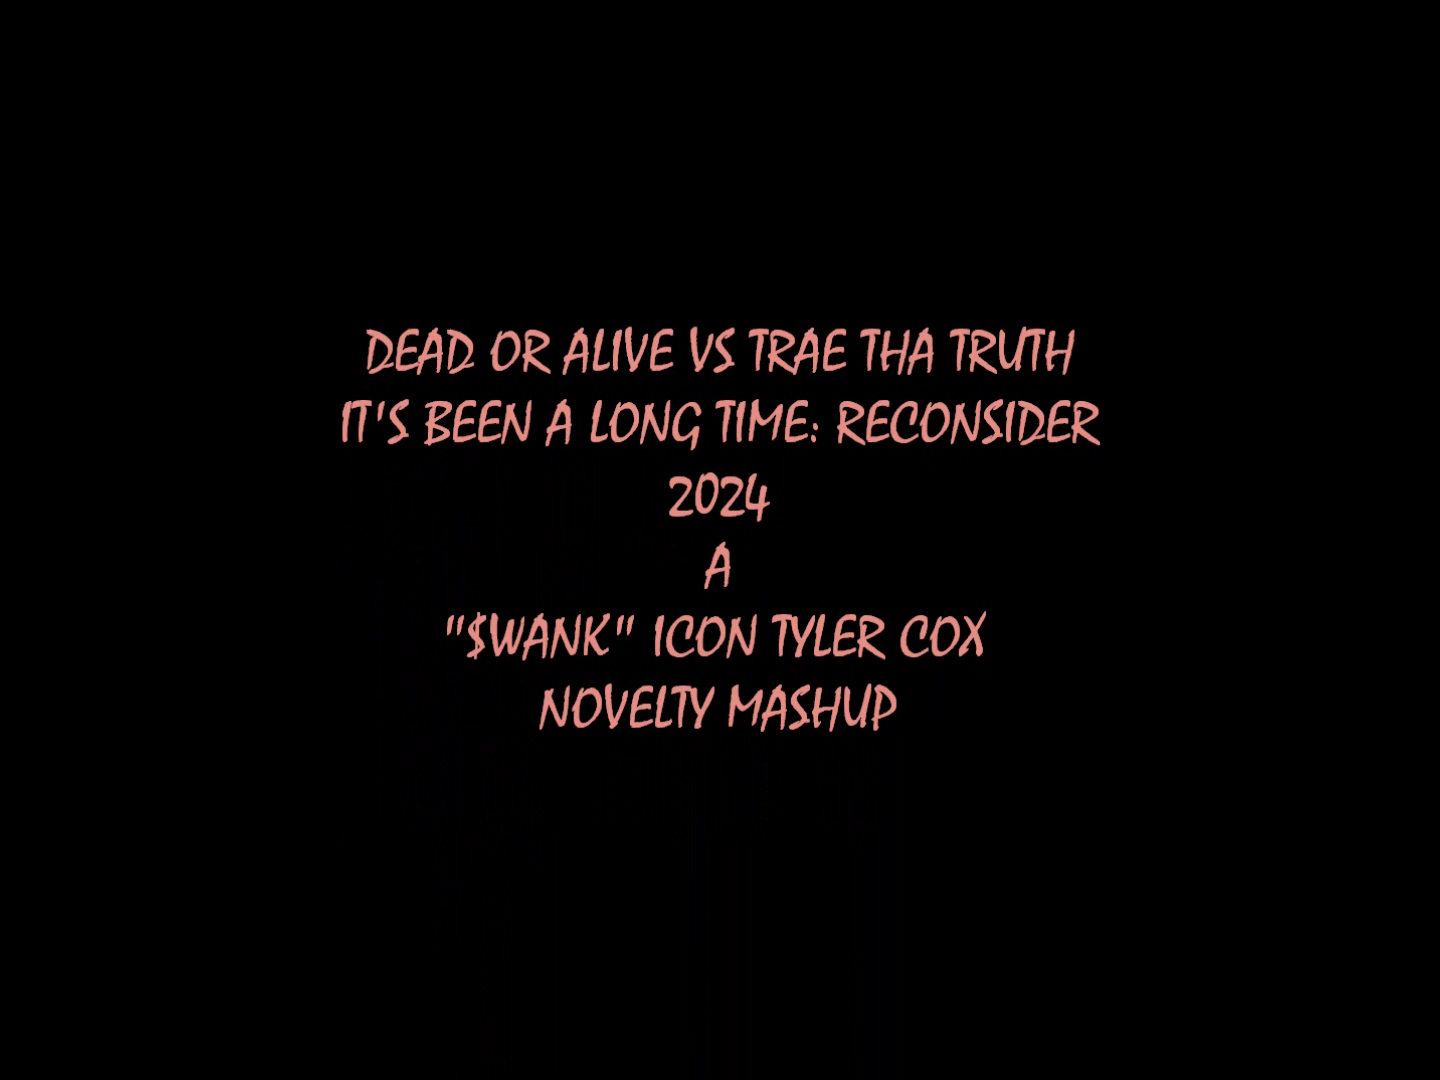 DEAD OR ALIVE VS TRAE THA TRUTH
IT'S BEEN A LONG TIME: RECONSIDER
2024
A
"$WANK" ICON TYLER COX
NOVELTY MASHUP